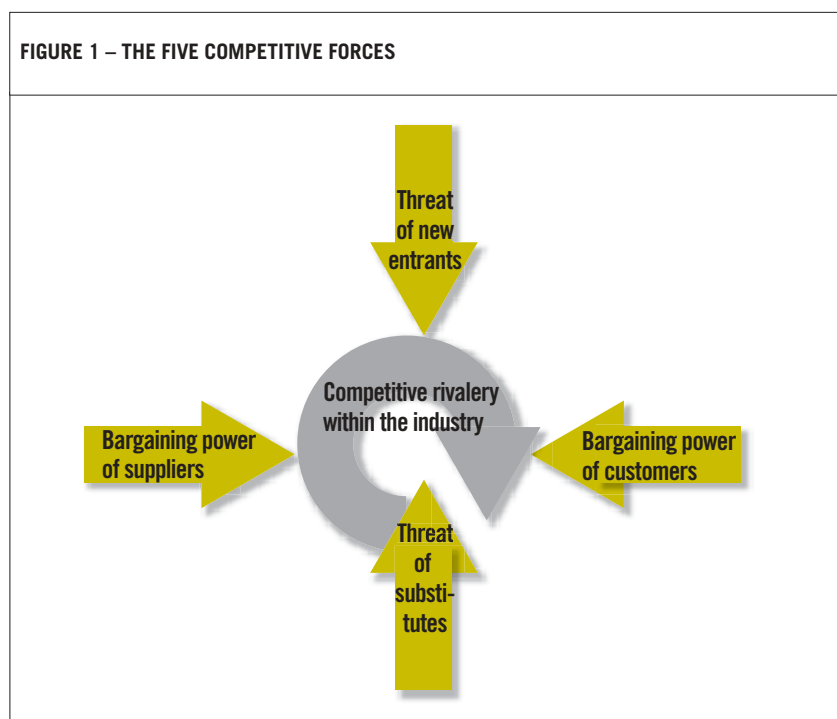 FIGURE 1 – THE FIVE COMPETITIVE FORCES
Threat
of new
entrants
Competitive rivalery
within the industry
Bargaining power
of suppliers
Bargaining power
of customers
Threat
of
substi-
tutes